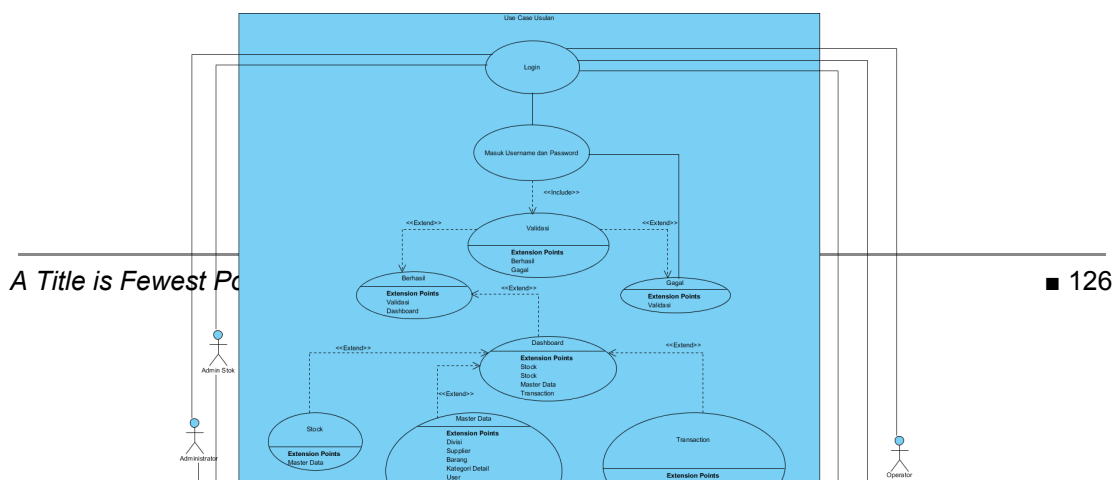 Use Case Usulan
Login
Masuk Username dan Password
<<Include>>
<<Extend>>
Validasi
<<Extend>>
Extension Points
Berhasil
Gagal
A Title is Fewest
■ 126
Berhasil
Extension Points
Validasi
Dashboard
<<Extend>>
Gagal
Extension Points
Validasi
Admin Stok
<<Extend>>
Dashboard
<<Extend>>
Extension Points
Stock
Stock
Master Data
Transaction
<<Extend>>
Stock
Extension Points
Master Data
Master Data
Extension Points
Divisi
Supplier
Barang
Kategori Detail
User
Transaction
Extension Points
Administrator
Operator